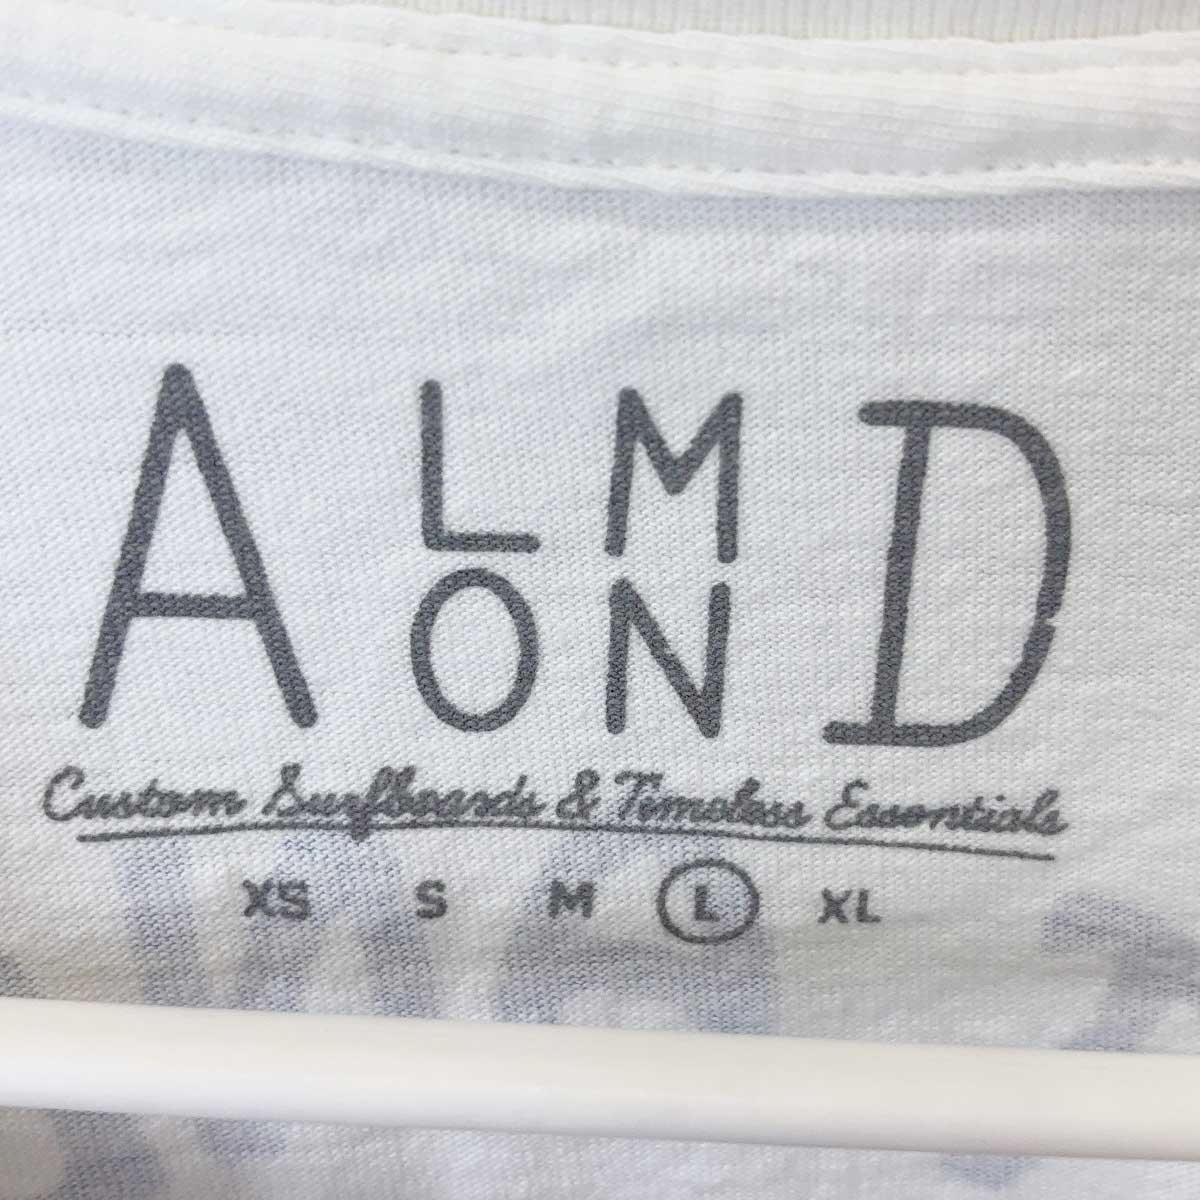 ALMOND
Custom Surfboards & Timeless Essentials
XS S M L XL